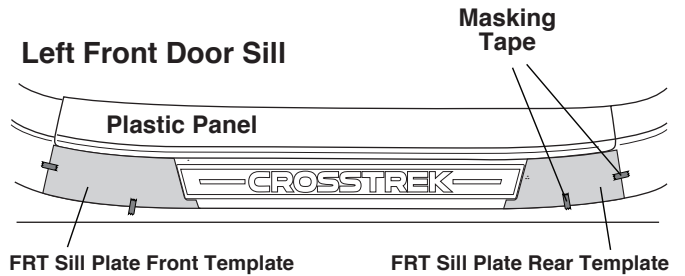 Masking
Tape
Left Front Door Sill
Plastic Panel
CROSSTREK
FRT Sill Plate Front Template
FRT Sill Plate Rear Template